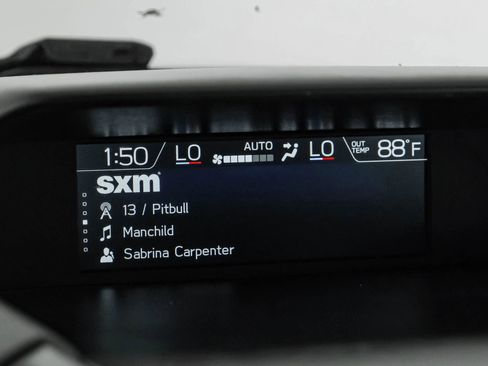 1:50 LO AUTO LO OUT TEMP 88°F
sxm
13 / Pitbull
Manchild
Sabrina Carpenter